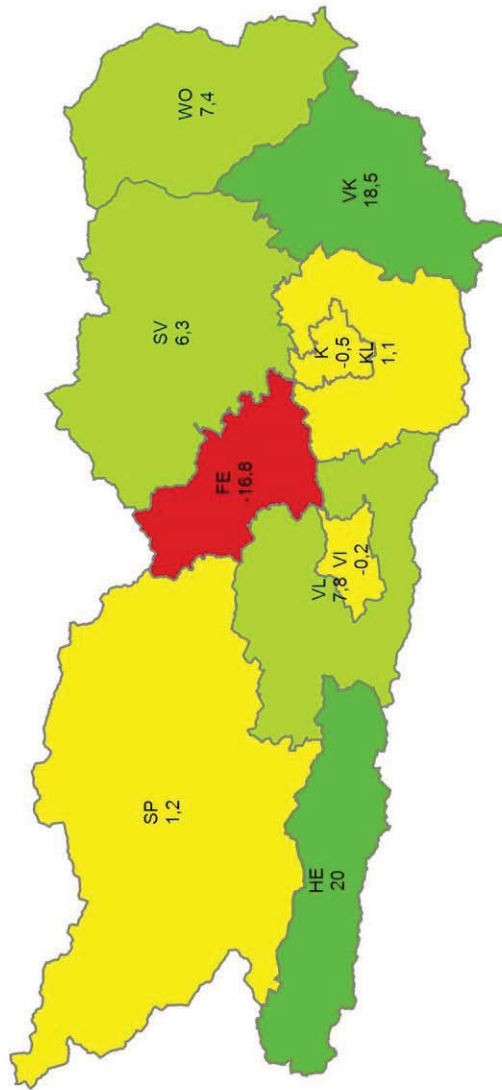 WO
7,4
SV
6,3
VK
18,5
FE
-16,8
K
-0,5
KL
1,1
SP
1,2
VL
7,8
VI
-0,2
HE
20